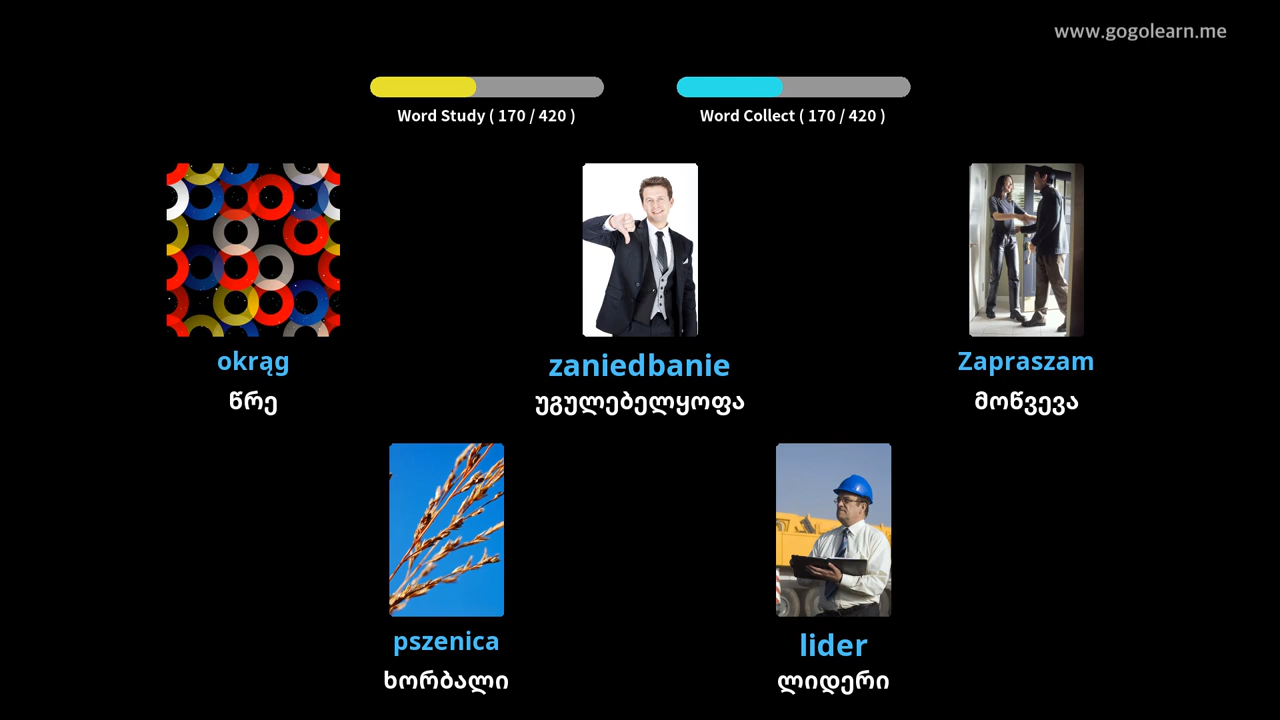 www.gogolearn.me
Word Study ( 170 / 420 )
Word Collect ( 170 / 420 )
okrąg
zaniedbanie
Zapraszam
წრე
უგულებელყოფა
მოწვევა
pszenica
lider
ხორბალი
ლიდერი